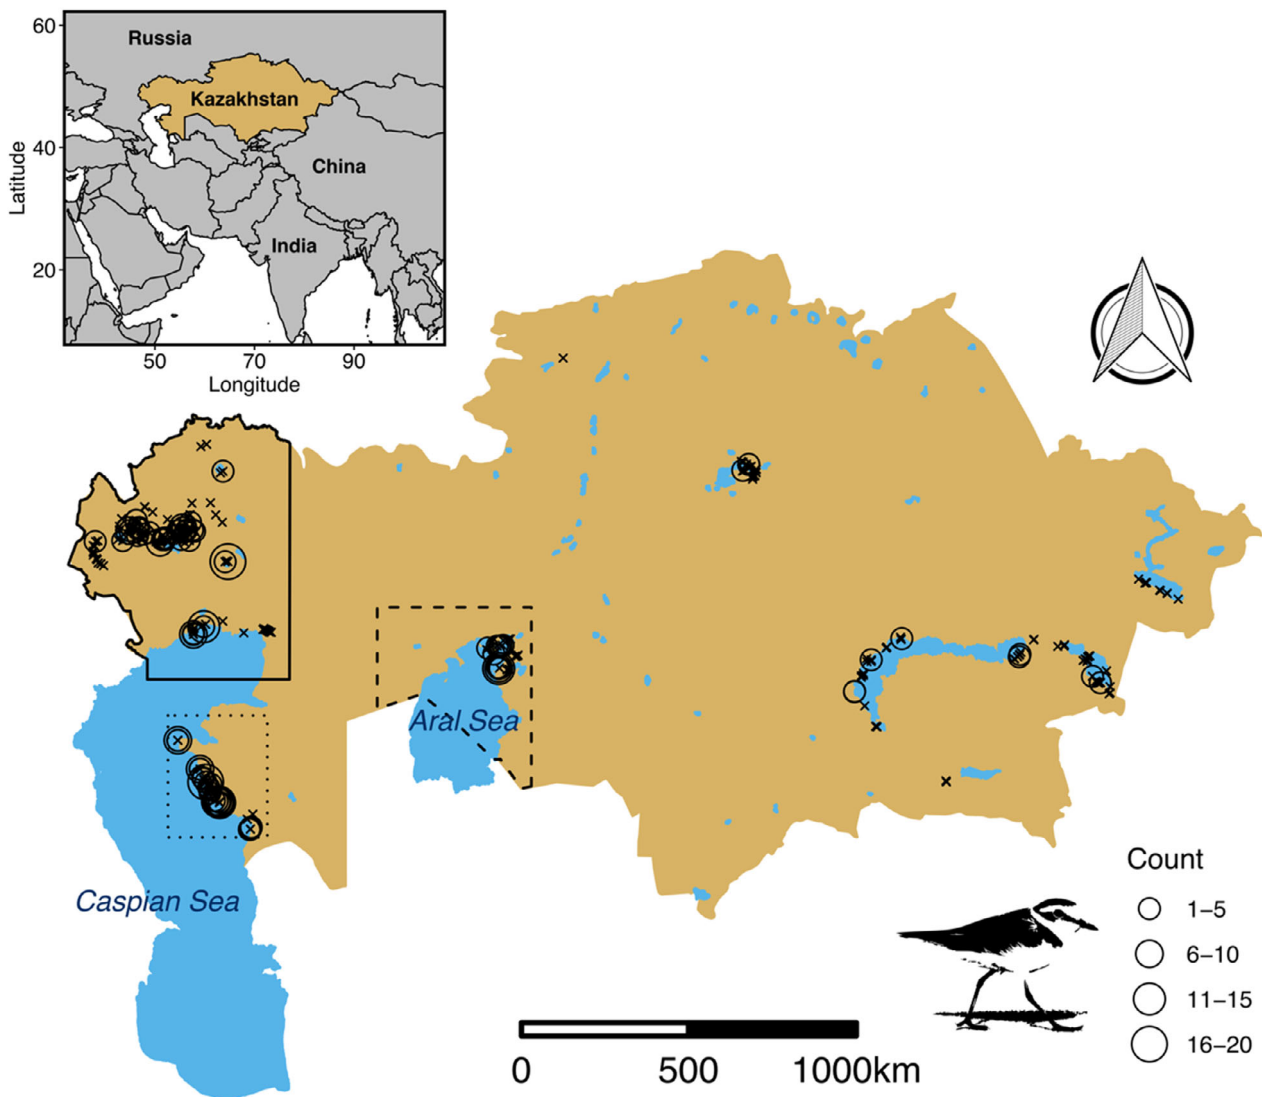 60
40
20
Latitude
Russia
Kazakhstan
China
India
50
70
90
Longitude
Aral Sea
Caspian Sea
Count
1–5
6–10
11–15
16–20
0
500
1000km